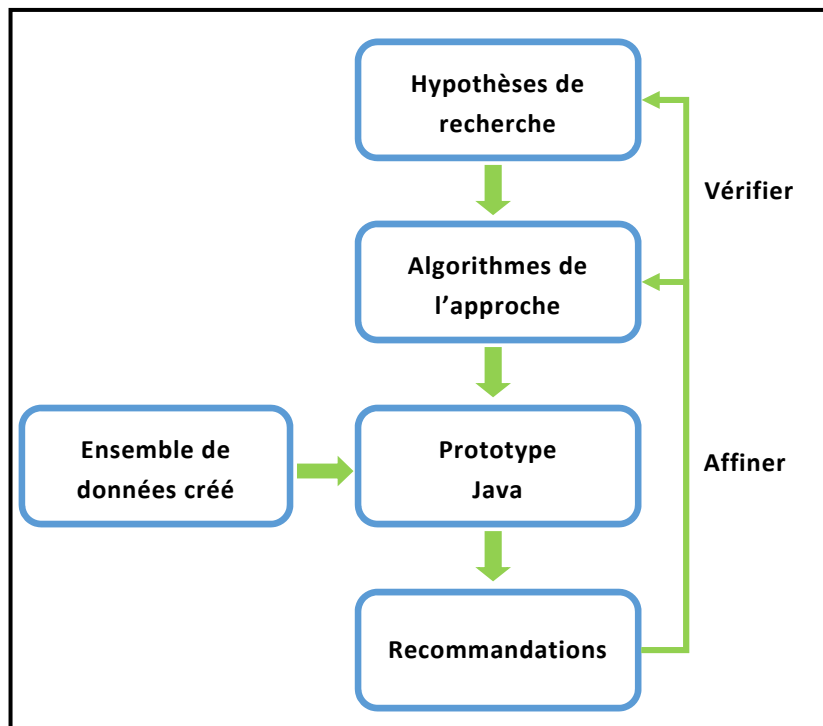 Hypothèses de
recherche
Vérifier
Algorithmes de
l’approche
Ensemble de
données créé
Prototype
Java
Affiner
Recommandations